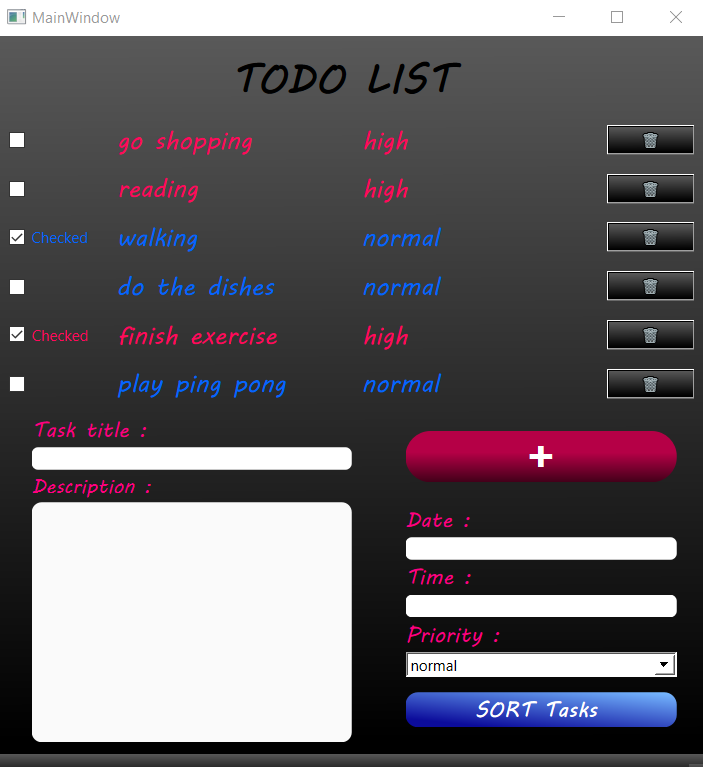 MainWindow
TODO LIST
go shopping high
reading high
Checked walking normal
do the dishes normal
Checked finish exercise high
play ping pong normal
Task title :
+
Description :
Date :
Time :
Priority :
normal
SORT Tasks